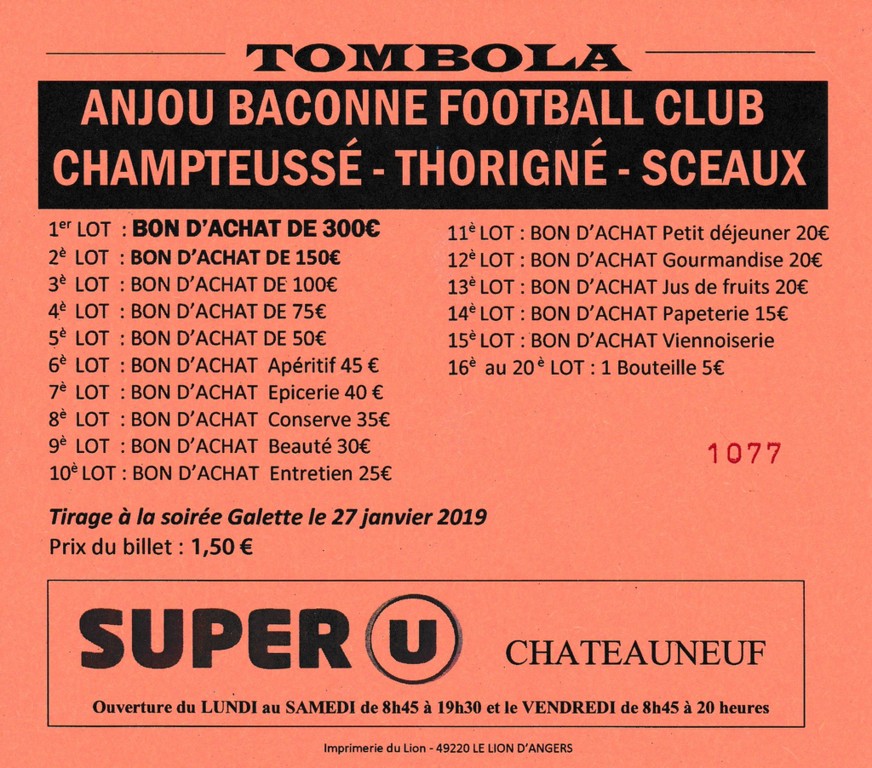 TOMBOLA
ANJOU BACONNE FOOTBALL CLUB
CHAMPTEUSSÉ - THORIGNÉ - SCEAUX
1er LOT : BON D'ACHAT DE 300€
2è LOT : BON D'ACHAT DE 150€
3è LOT : BON D'ACHAT DE 100€
4è LOT : BON D'ACHAT DE 75€
5è LOT : BON D'ACHAT DE 50€
6è LOT : BON D'ACHAT Apéritif 45 €
7è LOT : BON D'ACHAT Epicerie 40 €
8è LOT : BON D'ACHAT Conserve 35€
9è LOT : BON D'ACHAT Beauté 30€
10è LOT : BON D'ACHAT Entretien 25€
11è LOT : BON D'ACHAT Petit déjeuner 20€
12è LOT : BON D'ACHAT Gourmandise 20€
13è LOT : BON D'ACHAT Jus de fruits 20€
14è LOT : BON D'ACHAT Papeterie 15€
15è LOT : BON D'ACHAT Viennoiserie
16è au 20è LOT : 1 Bouteille 5€
1077
Tirage à la soirée Galette le 27 janvier 2019
Prix du billet : 1,50 €
SUPER U CHATEAUNEUF
Ouverture du LUNDI au SAMEDI de 8h45 à 19h30 et le VENDREDI de 8h45 à 20 heures
Imprimerie du Lion - 49220 LE LION D'ANGERS